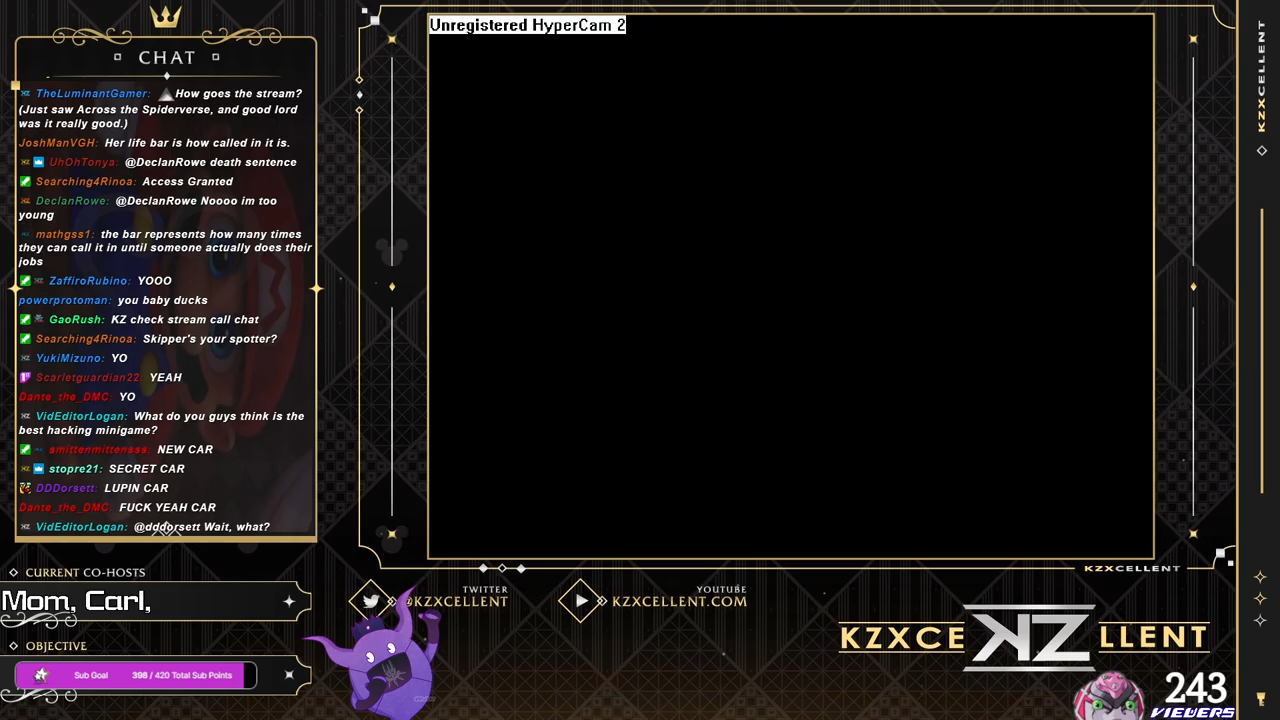 Unregistered HyperCam 2
CHAT
TheLuminantGamer: How goes the stream?
(Just saw Across the Spiderverse, and good lord
was it really good.)
JoshManVGH: Her life bar is how called in it is.
UhOhTonya: @DeclanRowe death sentence
Searching4Rinoa: Access Granted
DeclanRowe: @DeclanRowe Noooo im too
young
mathgss1: the bar represents how many times
they can call it in until someone actually does their
jobs
ZaffiroRubino: YOOO
powerprotoman: you baby ducks
GaoRush: KZ check stream call chat
Searching4Rinoa: Skipper's your spotter?
YukiMizuno: YO
Scarletguardian22: YEAH
Dante_the_DMC: YO
VidEditorLogan: What do you guys think is the
best hacking minigame?
smittenmittensss: NEW CAR
stopre21: SECRET CAR
DDDorsett: LUPIN CAR
Dante_the_DMC: FUCK YEAH CAR
VidEditorLogan: @dddorsett Wait, what?
CURRENT CO-HOSTS
Mom, Carl,
OBJECTIVE
Sub Goal 398 / 420 Total Sub Points
TWITTER
@KZXCELLENT
YOUTUBE
KZXCELLENT.COM
KZXCELLENT
KZXCE KZ LLENT
243
VIEWERS
KZXCELLENT